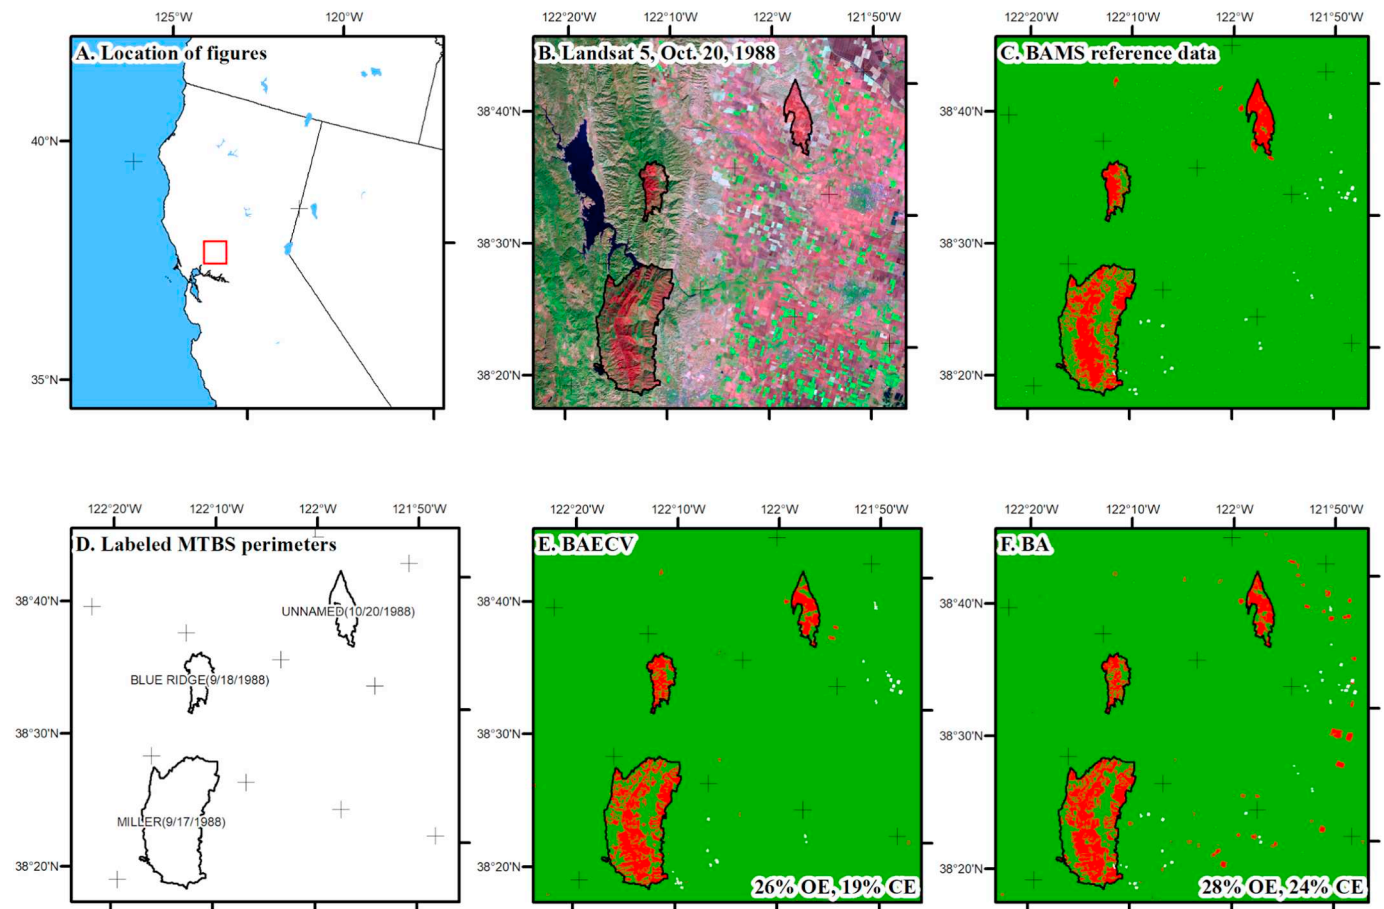 125°W 120°W
122°20'W 122°10'W 122°W 121°50'W
122°20'W 122°10'W 122°W 121°50'W
A. Location of figures
B. Landsat 5, Oct. 20, 1988
C. BAMS reference data
40°N
35°N
38°40'N
38°30'N
38°20'N
38°40'N
38°30'N
38°20'N
122°20'W 122°10'W 122°W 121°50'W
122°20'W 122°10'W 122°W 121°50'W
122°20'W 122°10'W 122°W 121°50'W
D. Labeled MTBS perimeters
E. BAECV
F. BA
38°40'N
38°30'N
38°20'N
UNNAMED(10/20/1988)
BLUE RIDGE(9/18/1988)
MILLER(9/17/1988)
38°40'N
38°30'N
38°20'N
26% OE, 19% CE
38°40'N
38°30'N
38°20'N
28% OE, 24% CE